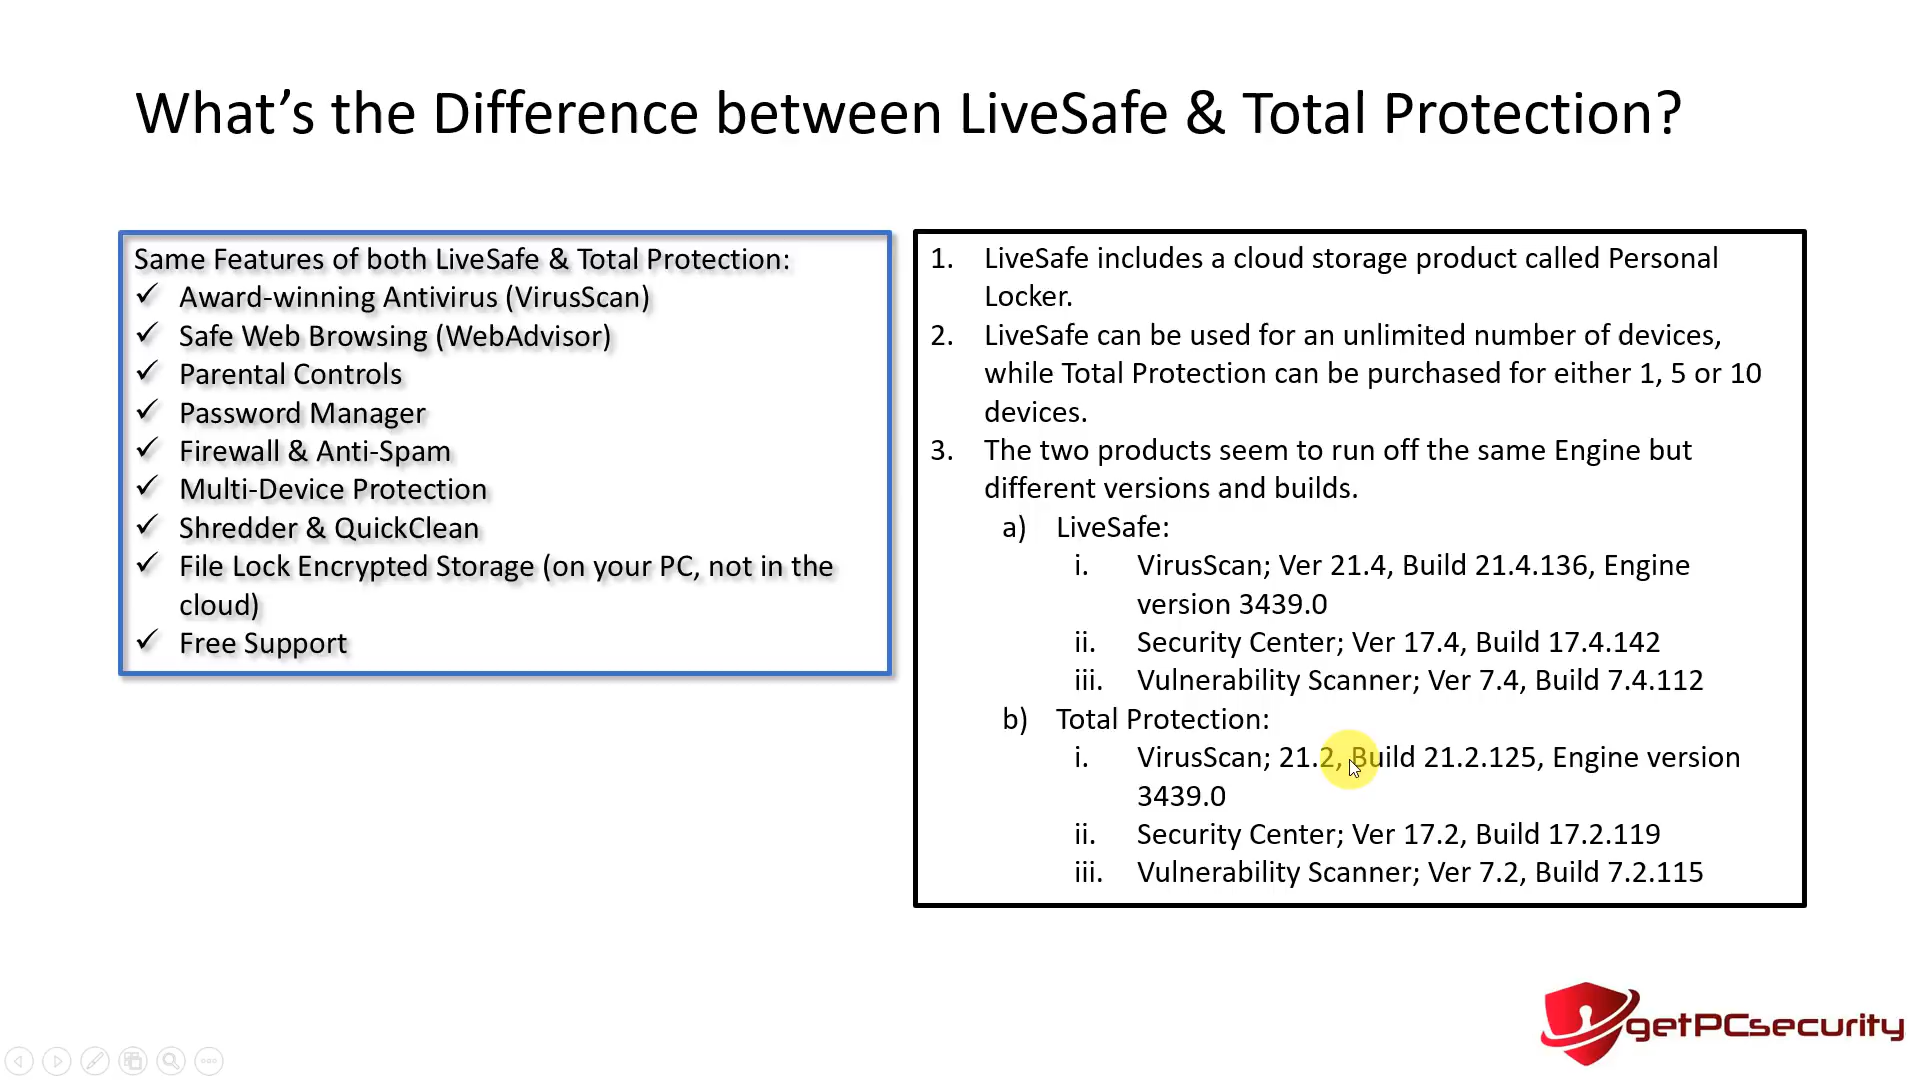 What’s the Difference between LiveSafe & Total Protection?
Same Features of both LiveSafe & Total Protection:
✓ Award-winning Antivirus (VirusScan)
✓ Safe Web Browsing (WebAdvisor)
✓ Parental Controls
✓ Password Manager
✓ Firewall & Anti-Spam
✓ Multi-Device Protection
✓ Shredder & QuickClean
✓ File Lock Encrypted Storage (on your PC, not in the
cloud)
✓ Free Support
1. LiveSafe includes a cloud storage product called Personal
Locker.
2. LiveSafe can be used for an unlimited number of devices,
while Total Protection can be purchased for either 1, 5 or 10
devices.
3. The two products seem to run off the same Engine but
different versions and builds.
a) LiveSafe:
i. VirusScan; Ver 21.4, Build 21.4.136, Engine
version 3439.0
ii. Security Center; Ver 17.4, Build 17.4.142
iii. Vulnerability Scanner; Ver 7.4, Build 7.4.112
b) Total Protection:
i. VirusScan; 21.2, Build 21.2.125, Engine version
3439.0
ii. Security Center; Ver 17.2, Build 17.2.119
iii. Vulnerability Scanner; Ver 7.2, Build 7.2.115
getPCsecurity